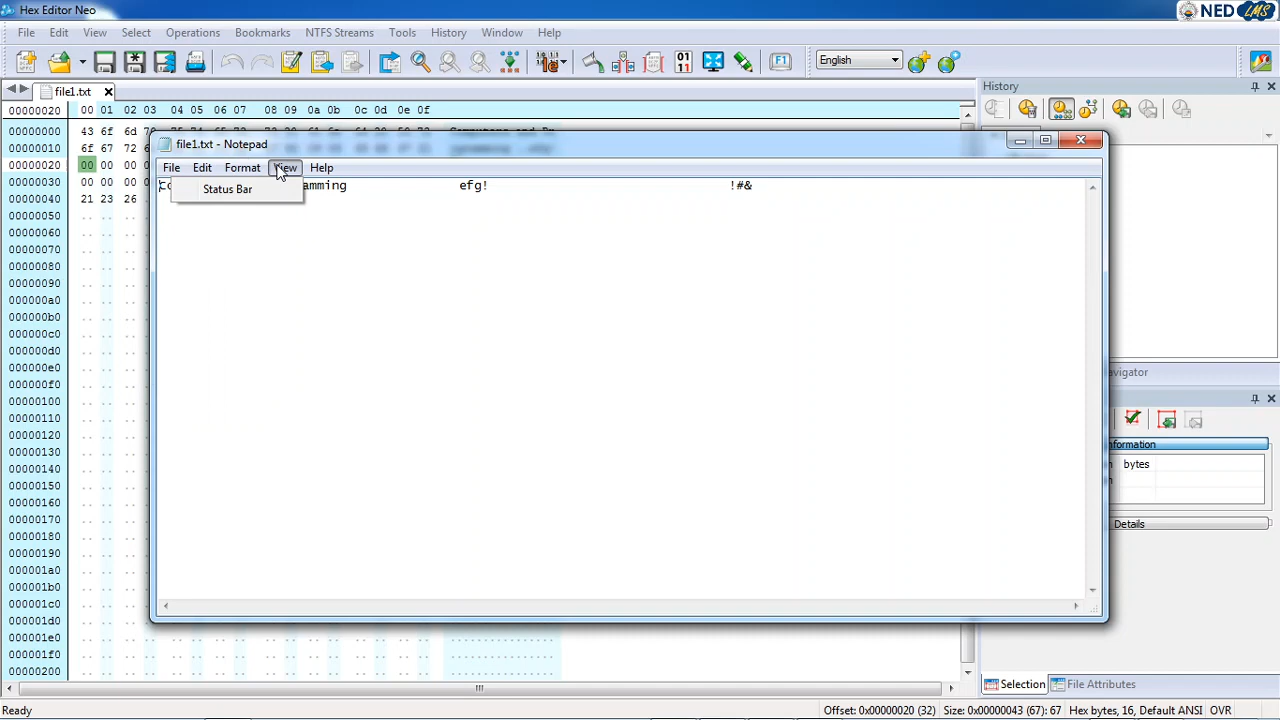 Hex Editor Neo
NED LMS
File Edit View Select Operations Bookmarks NTFS Streams Tools History Window Help
English
file1.txt
History
00000020 00 01 02 03 04 05 06 07 08 09 0a 0b 0c 0d 0e 0f
00000000 43 6f 6d
00000010 6f 67 72
00000020 00 00 00
00000030 00 00 00
00000040 21 23 26
00000050
00000060
00000070
00000080
00000090
000000a0
000000b0
000000c0
000000d0
000000e0
000000f0
00000100
00000110
00000120
00000130
00000140
00000150
00000160
00000170
00000180
00000190
000001a0
000001b0
000001c0
000001d0
000001e0
000001f0
00000200
file1.txt - Notepad
File Edit Format View Help
Status Bar
amming efg! !#&
avigator
formation
bytes
Details
Selection File Attributes
Ready
Offset: 0x00000020 (32) Size: 0x00000043 (67): 67 Hex bytes, 16, Default ANSI OVR